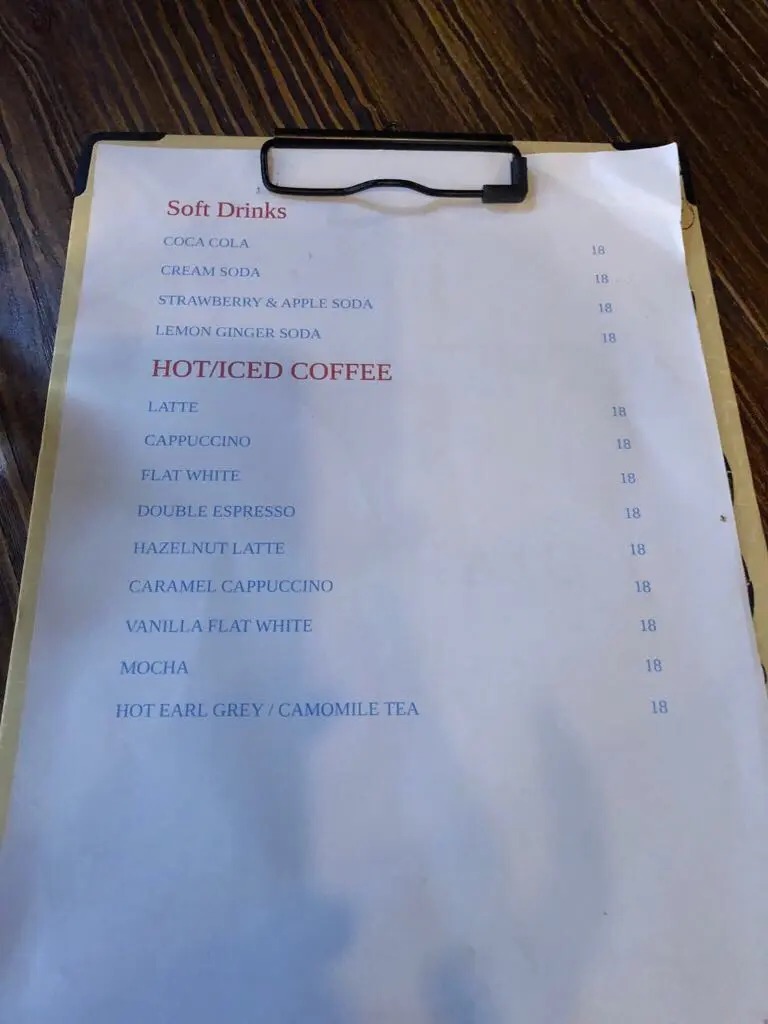 Soft Drinks
COCA COLA 18
CREAM SODA 18
STRAWBERRY & APPLE SODA 18
LEMON GINGER SODA 18
HOT/ICED COFFEE
LATTE 18
CAPPUCCINO 18
FLAT WHITE 18
DOUBLE ESPRESSO 18
HAZELNUT LATTE 18
CARAMEL CAPPUCCINO 18
VANILLA FLAT WHITE 18
MOCHA 18
HOT EARL GREY / CAMOMILE TEA 18